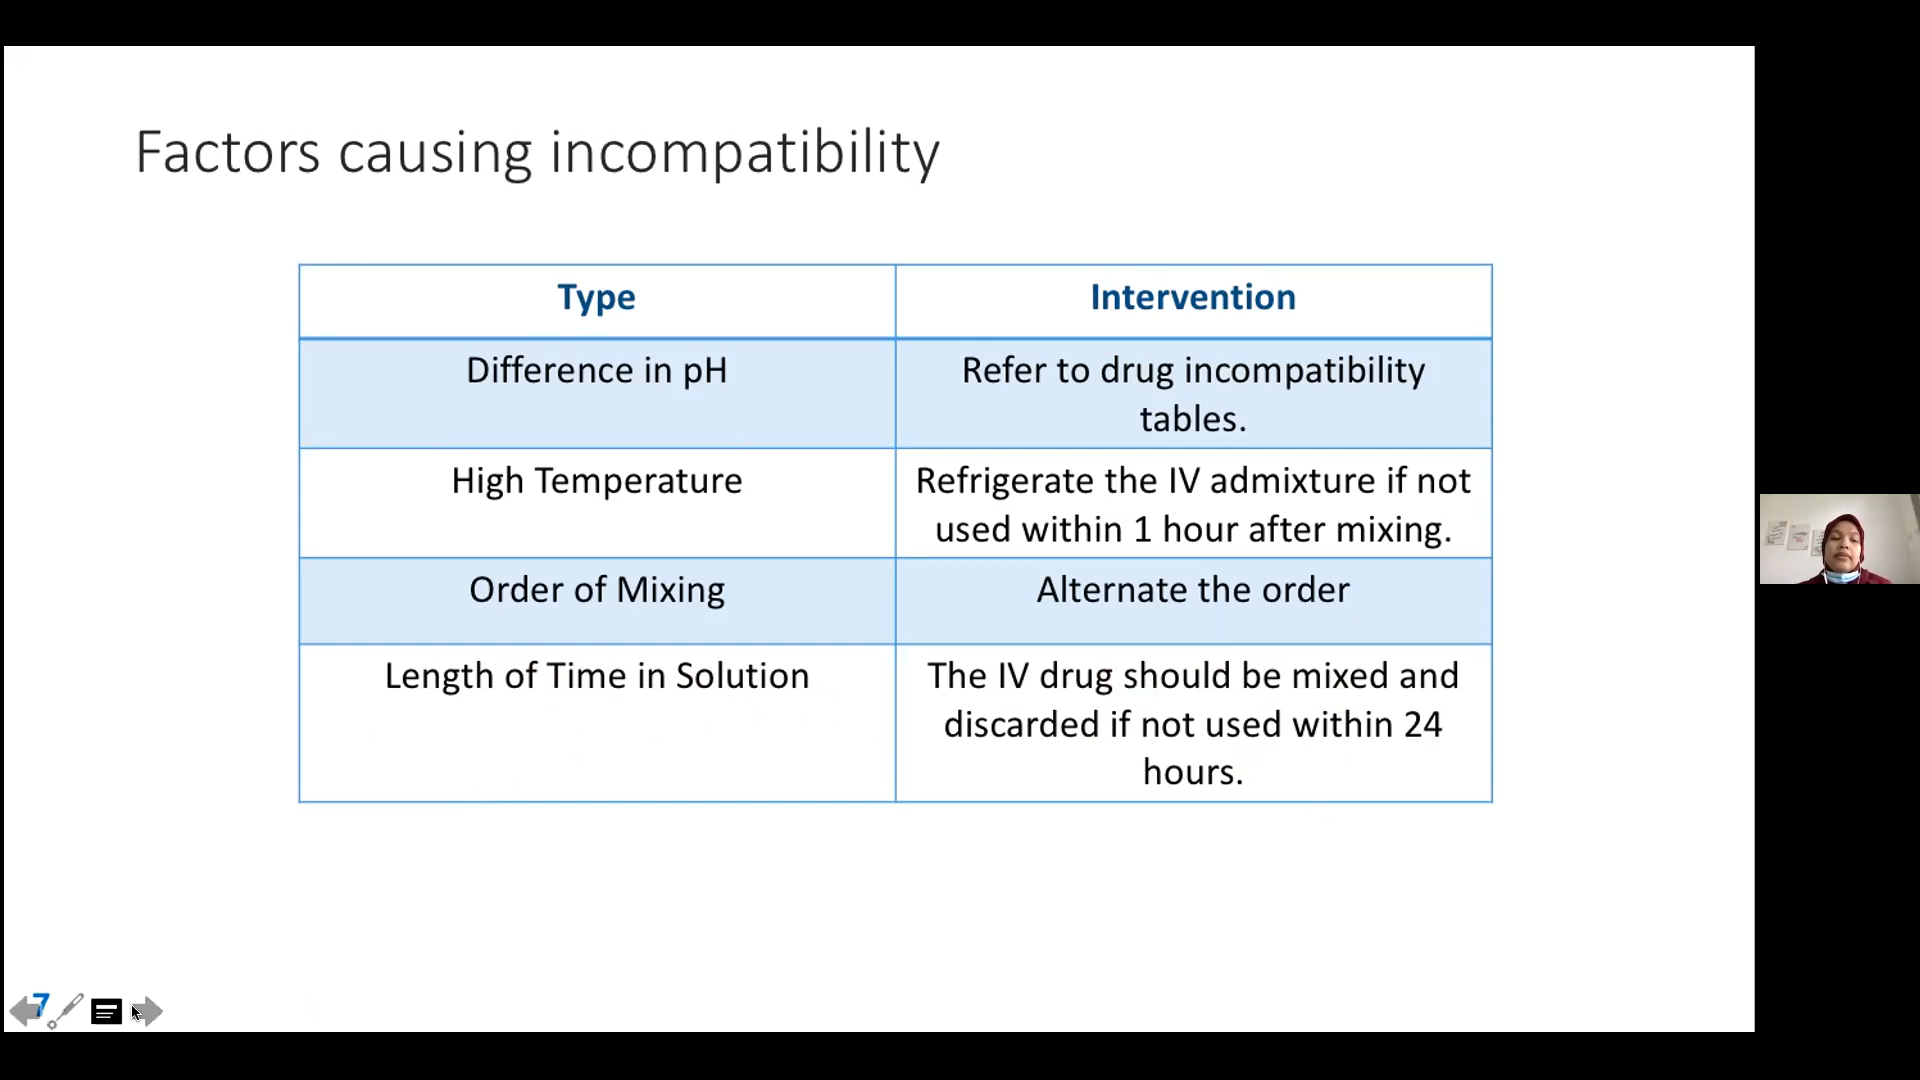 Factors causing incompatibility
Type
Intervention
Difference in pH
Refer to drug incompatibility
tables.
High Temperature
Refrigerate the IV admixture if not
used within 1 hour after mixing.
Order of Mixing
Alternate the order
Length of Time in Solution
The IV drug should be mixed and
discarded if not used within 24
hours.
7